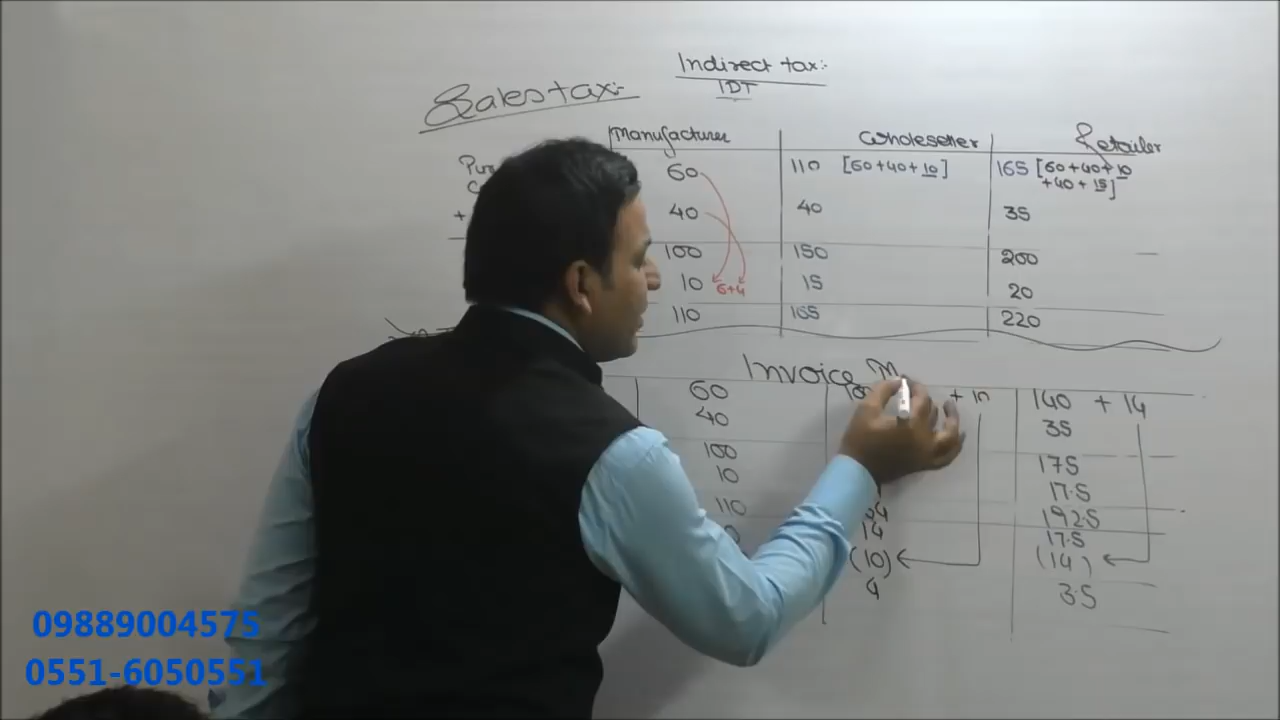 Indirect tax:-
IDT
Salestax:-
Manufacturer Wholeseller Retailer
60 110 [60+40+10] 165 [60+40+10
+40+15]
+ 40 40 35
100 150 200
10 6+4 15 20
110 165 220
Invoice M
60 + 10 140 + 14
40 35
100 175
10 17.5
110 192.5
14 17.5
(10) (14)
4 3.5
09889004575
0551-6050551